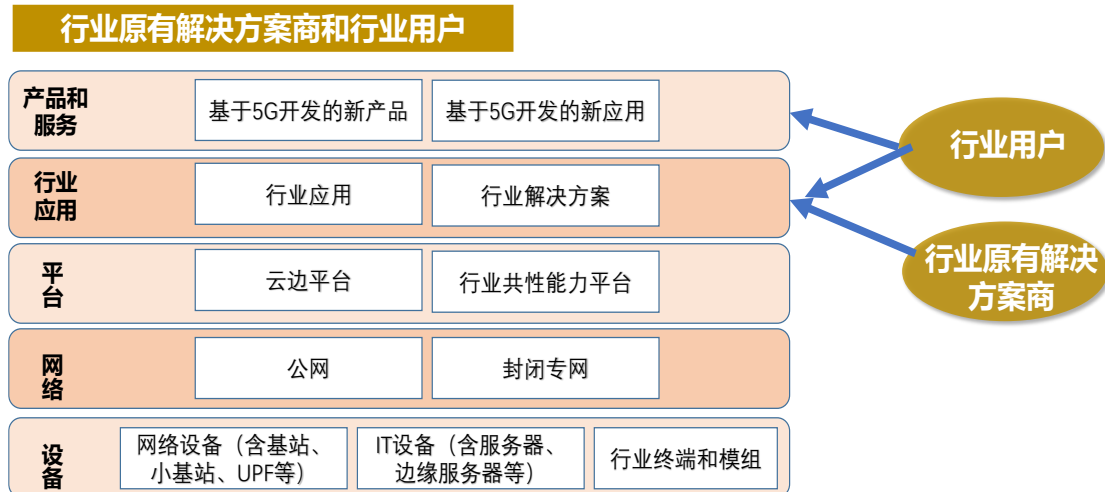 行业原有解决方案商和行业用户
产品和
服务
基于5G开发的新产品
基于5G开发的新应用
行业用户
行业
应用
行业应用
行业解决方案
行业原有解决
方案商
平
台
云边平台
行业共性能力平台
网
络
公网
封闭专网
设
备
网络设备（含基站、
小基站、UPF等）
IT设备（含服务器、
边缘服务器等）
行业终端和模组